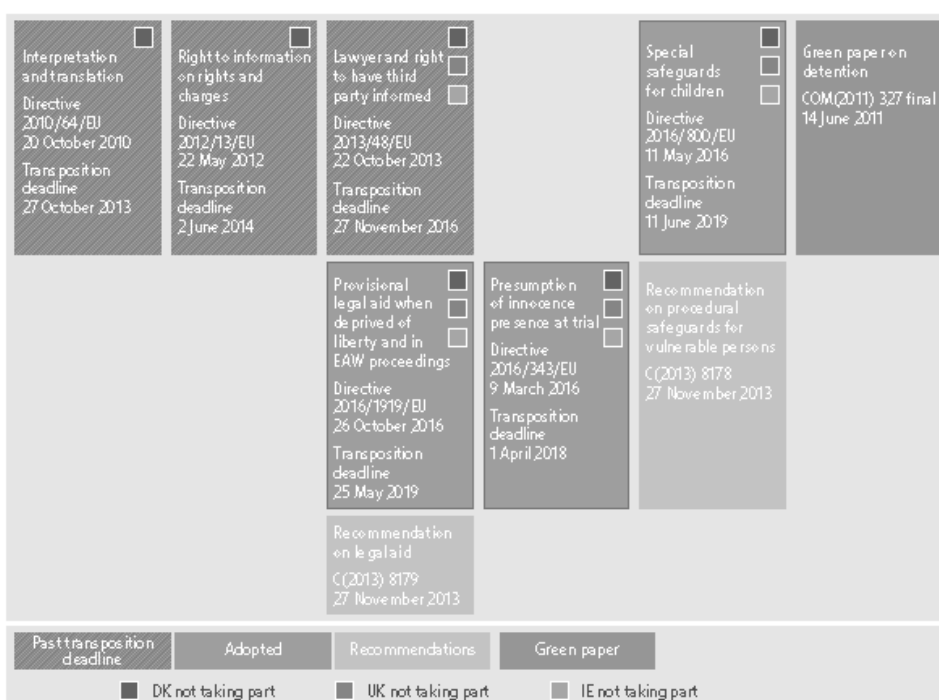 Interpretation
and translation
Directive
2010/64/EU
20 October 2010
Transposition
deadline
27 October 2013
Right to information
on rights and
charges
Directive
2012/13/EU
22 May 2012
Transposition
deadline
2 June 2014
Lawyer and right
to have third
party informed
Directive
2013/48/EU
22 October 2013
Transposition
deadline
27 November 2016
Special
safeguards
for children
Directive
2016/800/EU
11 May 2016
Transposition
deadline
11 June 2019
Green paper on
detention
COM(2011) 327 final
14 June 2011
Provisional
legal aid when
deprived of
liberty and in
EAW proceedings
Directive
2016/1919/EU
26 October 2016
Transposition
deadline
25 May 2019
Presumption
of innocence
presence at trial
Directive
2016/343/EU
9 March 2016
Transposition
deadline
1 April 2018
Recommendation
on procedural
safeguards for
vulnerable persons
C(2013) 8178
27 November 2013
Recommendation
on legal aid
C(2013) 8179
27 November 2013
Past transposition
deadline
Adopted
Recommendations
Green paper
DK not taking part
UK not taking part
IE not taking part